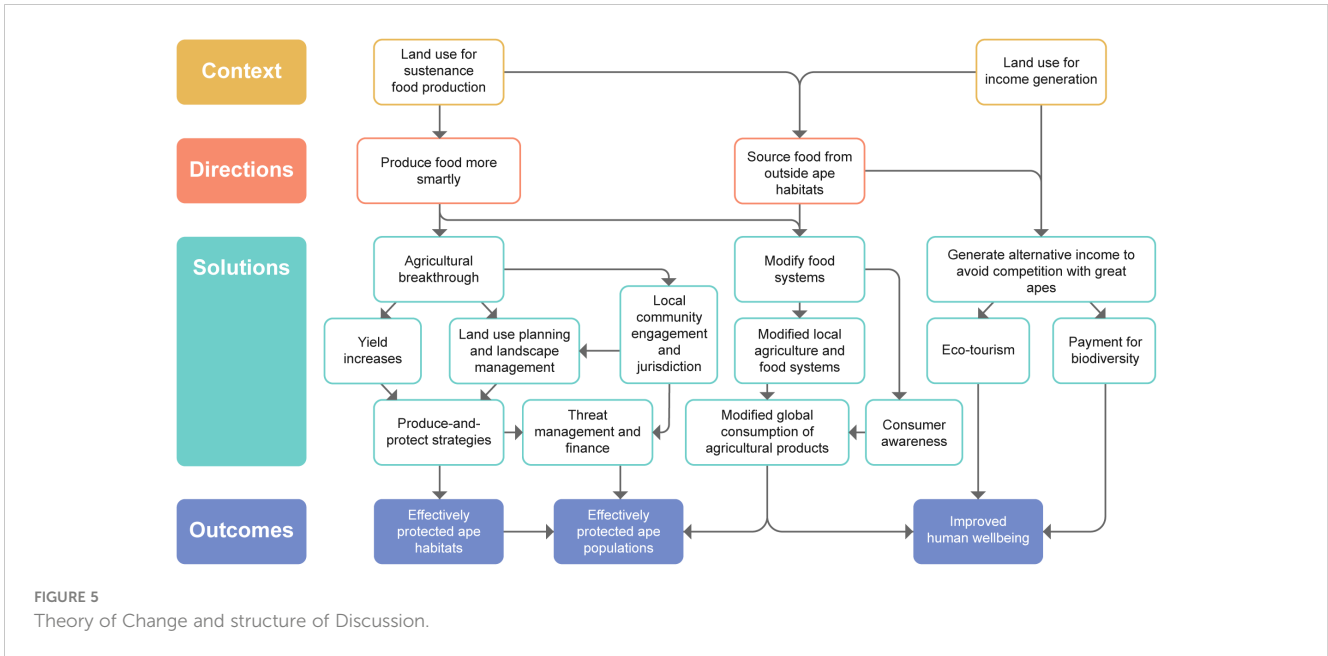 Context
Land use for
sustenance
food production
Land use for
income generation
Directions
Produce food more
smartly
Source food from
outside ape
habitats
Solutions
Agricultural
breakthrough
Modify food
systems
Generate alternative income to
avoid competition with great
apes
Local
community
engagement
and
jurisdiction
Yield
increases
Land use planning
and landscape
management
Modified local
agriculture and
food systems
Eco-tourism
Payment for
biodiversity
Produce-and-
protect strategies
Threat
management and
finance
Modified global
consumption of
agricultural products
Consumer
awareness
Outcomes
Effectively
protected ape
habitats
Effectively
protected ape
populations
Improved
human wellbeing
FIGURE 5
Theory of Change and structure of Discussion.